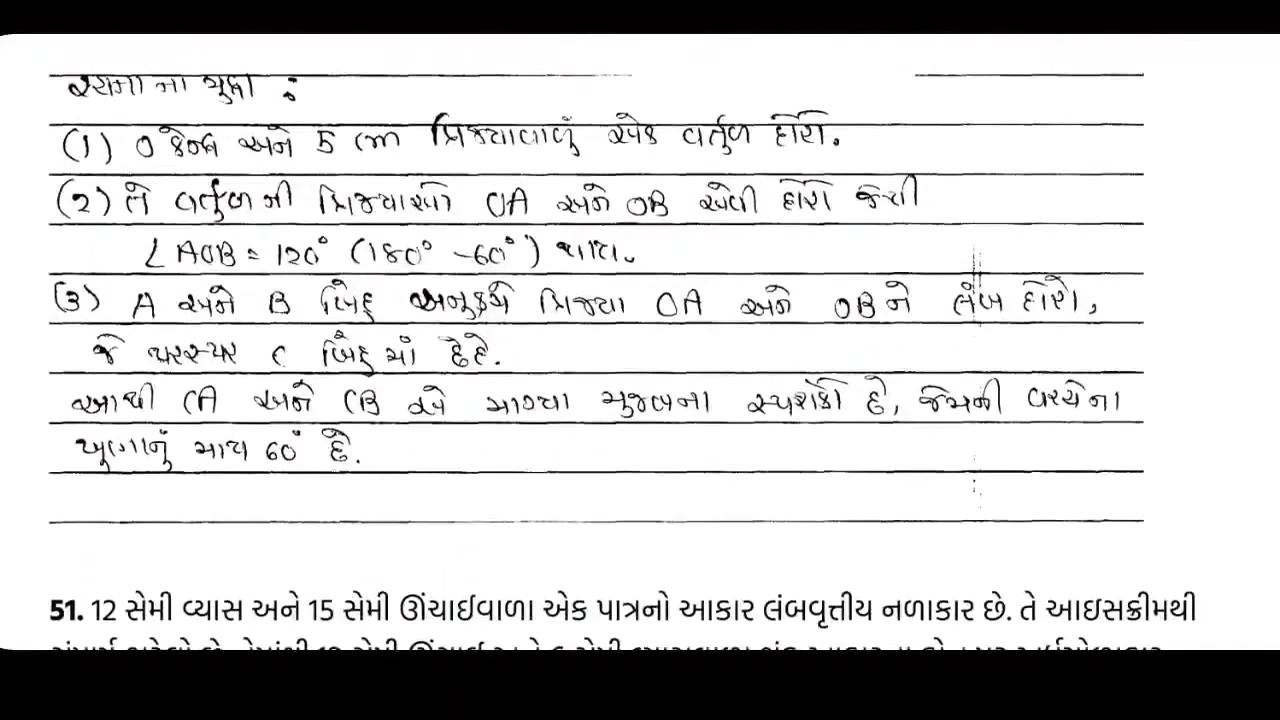 રચનાના મુદ્દા :
(1) O કેન્દ્ર અને 5 cm ત્રિજ્યાવાળું એક વર્તુળ દોરો.
(૨) તે વર્તુળની ત્રિજ્યાઓ OA અને OB એવી દોરો જેથી
∠AOB = 120° (180° - 60°) થાય.
(૩) A અને B બિંદુ અનુક્રમે ત્રિજ્યા OA અને OB ને લંબ દોરો,
જે પરસ્પર C બિંદુમાં છેદે.
આથી CA અને CB એ માગ્યા મુજબના સ્પર્શકો છે, જેમની વચ્ચેના
ખૂણાનું માપ 60° છે.
51. 12 સેમી વ્યાસ અને 15 સેમી ઊંચાઈવાળા એક પાત્રનો આકાર લંબવૃત્તીય નળાકાર છે. તે આઇસક્રીમથી